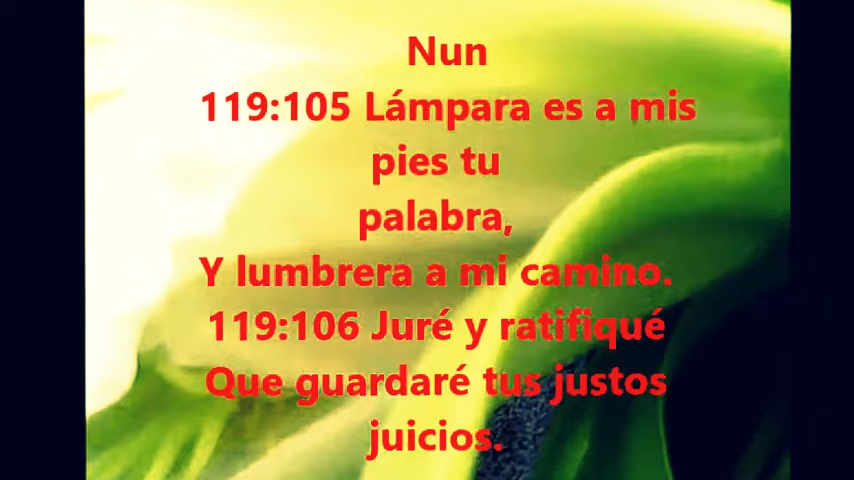 Nun
119:105 Lámpara es a mis
pies tu
palabra,
Y lumbrera a mi camino.
119:106 Juré y ratifiqué
Que guardaré tus justos
juicios.